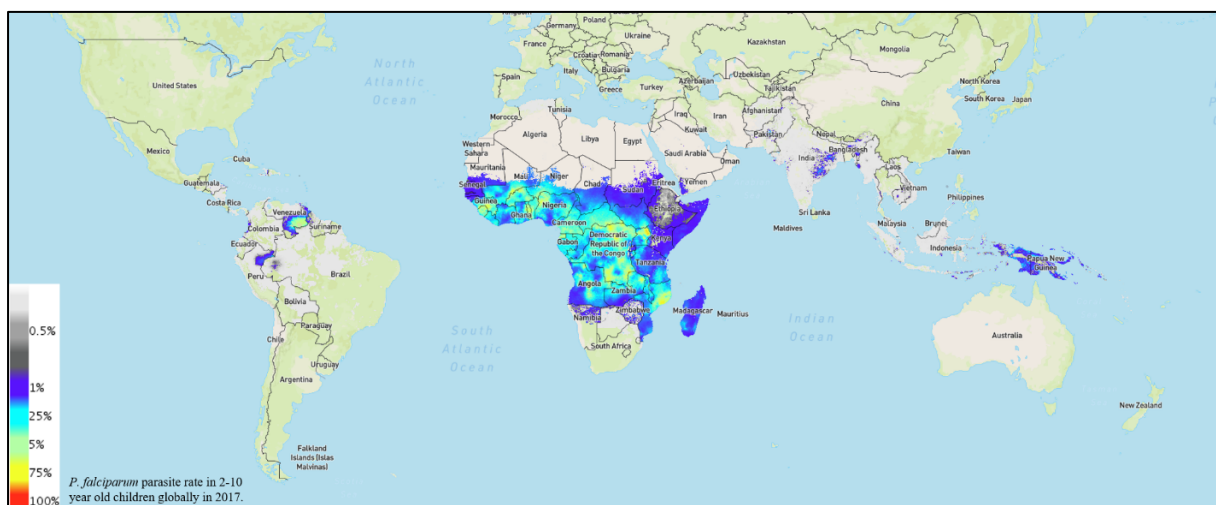 Ukraine
Poland
Germany
Kazakhstan
Mongolia
France
Croatia
Romania
Bulgaria
North Korea
South Korea
Japan
Uzbekistan
Tajikistan
Azerbaijan
Spain
Italy
Greece
Turkey
North
Atlantic
Ocean
United States
China
Afghanistan
Iran
Iraq
Kuwait
Tunisia
Morocco
Algeria
Libya
Egypt
Saudi Arabia
Oman
Pakistan
Nepal
Bangladesh
India
Taiwan
Western
Sahara
Mexico
Cuba
Mauritania
Mali
Niger
Chad
Sudan
Eritrea
Yemen
Laos
Vietnam
Philippines
Guatemala
Costa Rica
Senegal
Guinea
Ghana
Nigeria
Ethiopia
Sri Lanka
Maldives
Malaysia
Brunei
Indonesia
Venezuela
Colombia
Suriname
Ecuador
Peru
Brazil
Cameroon
Gabon
Democratic
Republic of
the Congo
Kenya
Tanzania
Papua New
Guinea
Bolivia
Angola
Zambia
Zimbabwe
Namibia
Madagascar
Mauritius
South
Atlantic
Ocean
Indian
Ocean
Paraguay
Chile
Uruguay
Argentina
South Africa
Australia
New Zealand
Falkland
Islands (Islas
Malvinas)
0.5%
1%
25%
5%
75%
100%
P. falciparum parasite rate in 2-10
year old children globally in 2017.